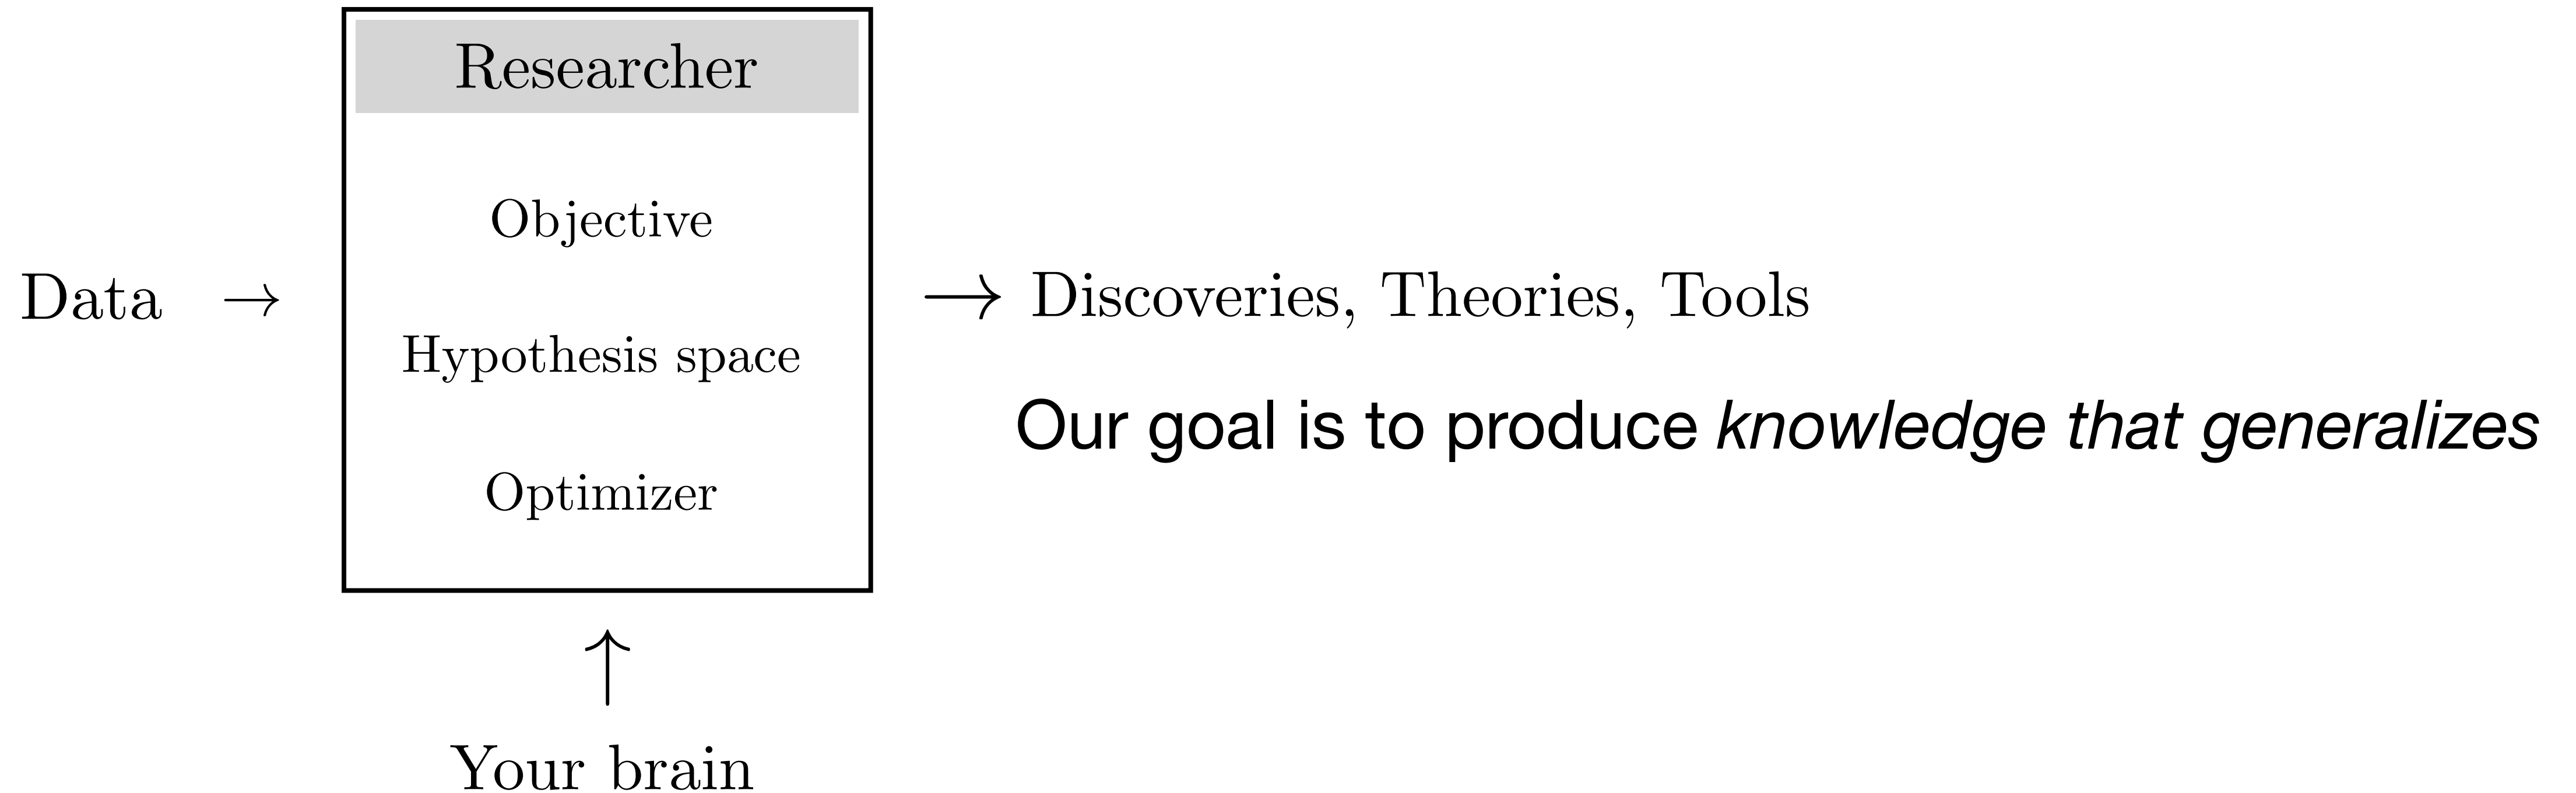 Researcher
Objective
Data → 
Hypothesis space
Optimizer
→ Discoveries, Theories, Tools
Our goal is to produce knowledge that generalizes
↑
Your brain